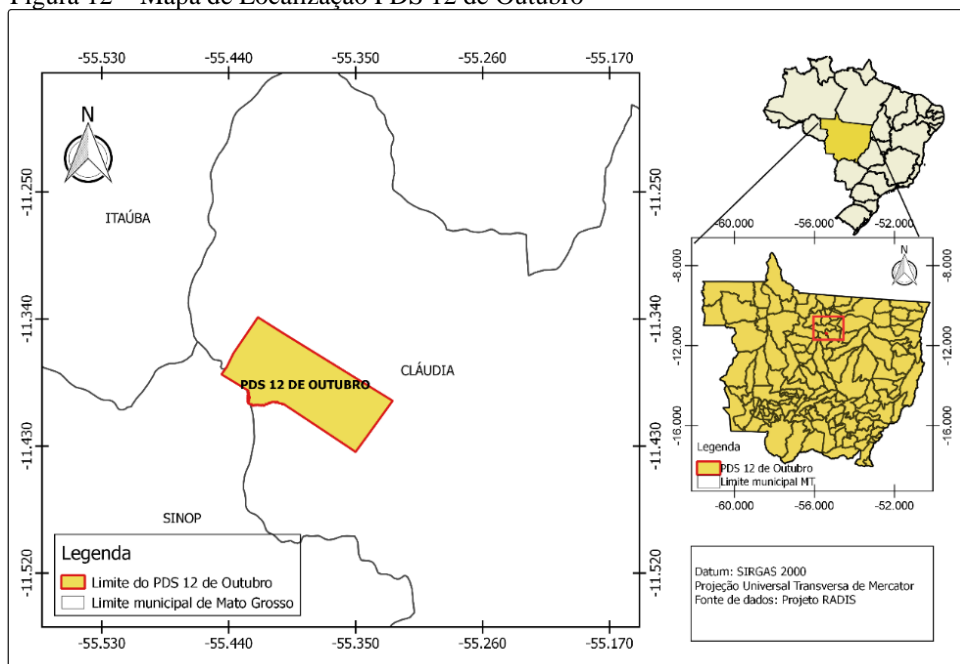 Figura 12 – Mapa de Localização PDS 12 de Outubro
-55.530 -55.440 -55.350 -55.260 -55.170
N
-11.250 -11.250
ITAÚBA
-11.340 -11.340
CLÁUDIA
PDS 12 DE OUTUBRO
-11.430 -11.430
SINOP
Legenda
Limite do PDS 12 de Outubro
Limite municipal de Mato Grosso
-11.520 -11.520
-55.530 -55.440 -55.350 -55.260 -55.170
-60.000 -56.000 -52.000
N
-8.000 -8.000
-12.000 -12.000
-16.000 -16.000
Legenda
PDS 12 de Outubro
Limite municipal MT
-60.000 -56.000 -52.000
Datum: SIRGAS 2000
Projeção Universal Transversa de Mercator
Fonte de dados: Projeto RADIS